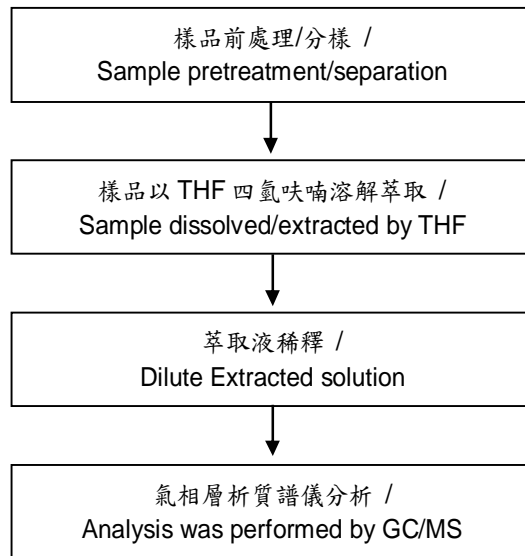 樣品前處理/分樣 /
Sample pretreatment/separation
樣品以 THF 四氫呋喃溶解萃取 /
Sample dissolved/extracted by THF
萃取液稀釋 /
Dilute Extracted solution
氣相層析質譜儀分析 /
Analysis was performed by GC/MS